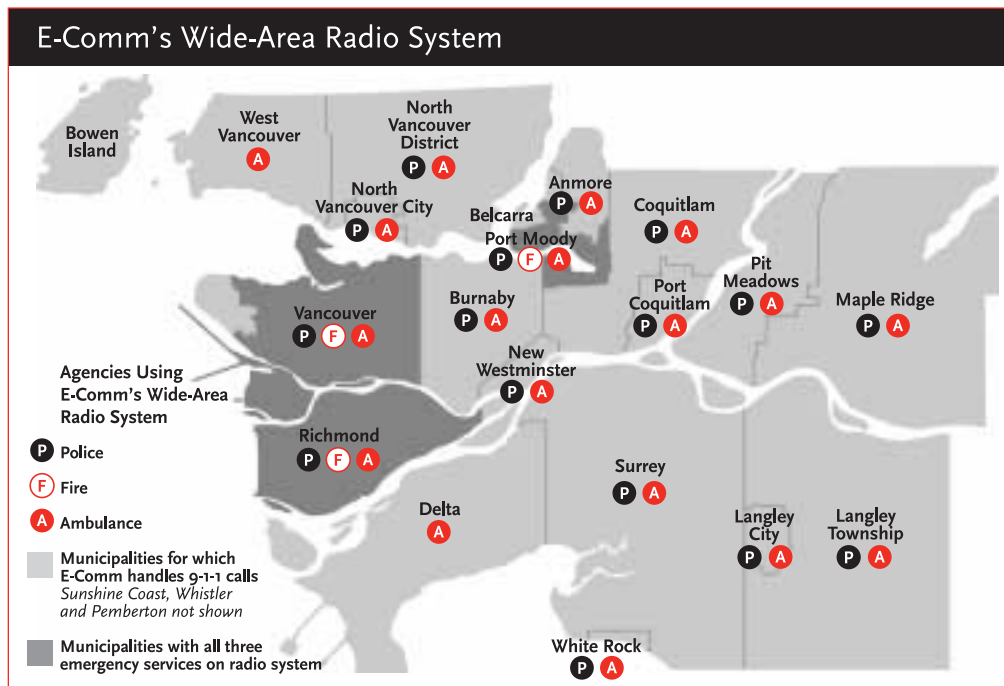 E-Comm's Wide-Area Radio System
Bowen
Island
West
Vancouver
A
North
Vancouver
District
P A
North
Vancouver City
P A
Belcarra
Anmore
P A
Port Moody
P F A
Coquitlam
P A
Port
Coquitlam
P A
Pit
Meadows
P A
Maple Ridge
P A
Vancouver
P F A
Burnaby
P A
New
Westminster
P A
Richmond
P F A
Delta
A
Surrey
P A
Langley
City
P A
Langley
Township
P A
White Rock
P A
Agencies Using
E-Comm's Wide-Area
Radio System
P Police
F Fire
A Ambulance
Municipalities for which
E-Comm handles 9-1-1 calls
Sunshine Coast, Whistler
and Pemberton not shown
Municipalities with all three
emergency services on radio system